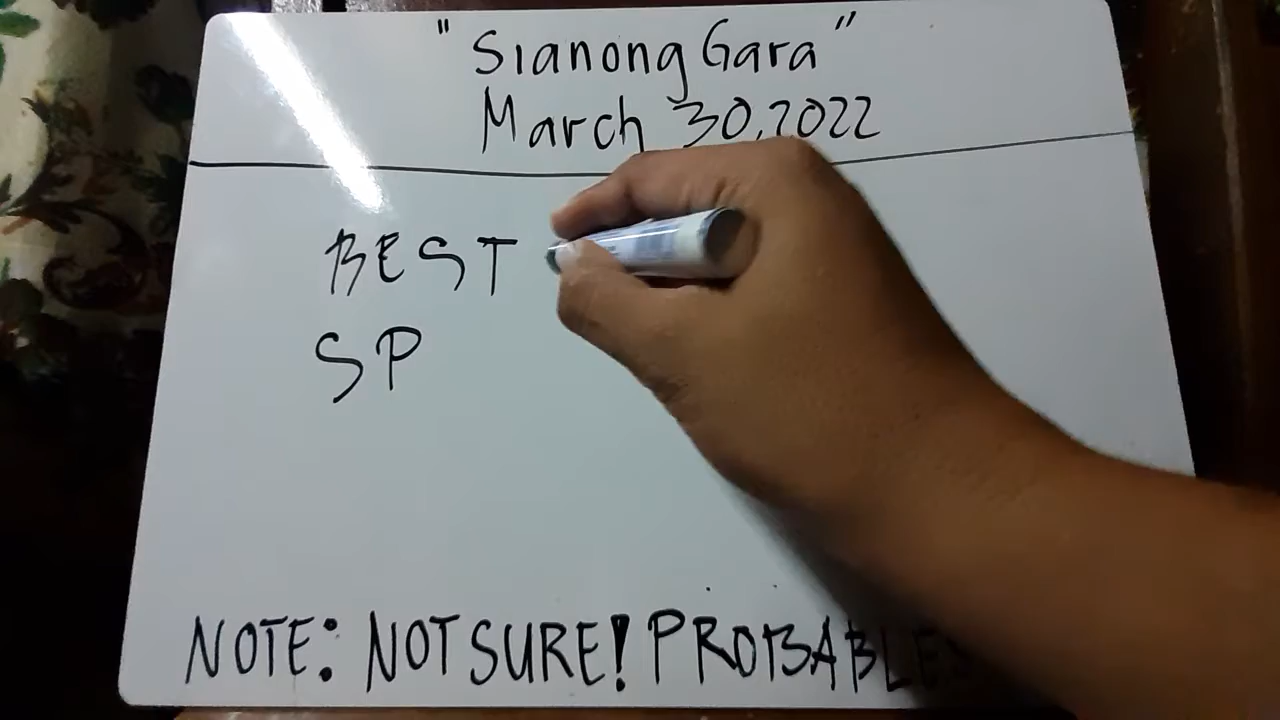 "Sianong Gara"
March 30, 2022
BEST
SP
NOTE: NOT SURE! PROBABLE